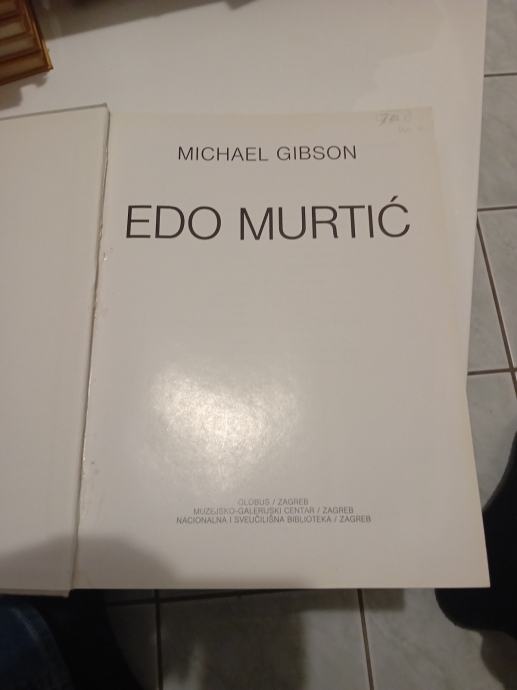 MICHAEL GIBSON
EDO MURTIĆ
GLOBUS / ZAGREB
MUZEJSKO-GALERIJSKI CENTAR / ZAGREB
NACIONALNA I SVEUČILIŠNA BIBLIOTEKA / ZAGREB